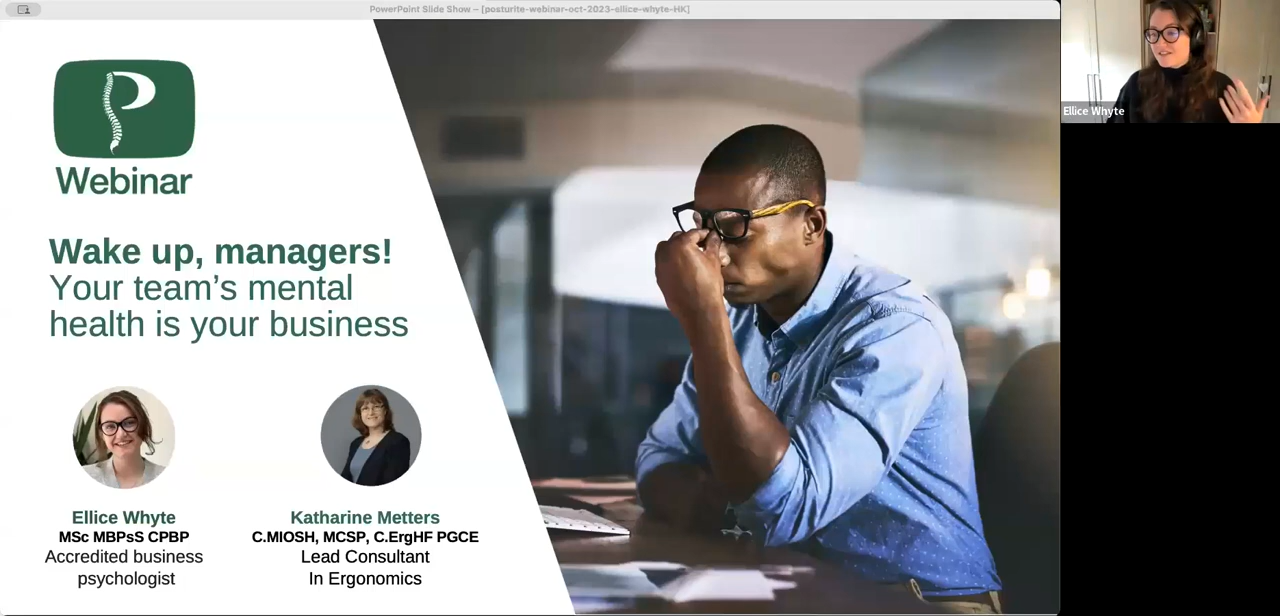 PowerPoint Slide Show – [posturite-webinar-oct-2023-ellice-whyte-HK]
Ellice Whyte
P
Webinar
Wake up, managers!
Your team’s mental
health is your business
Ellice Whyte
MSc MBPsS CPBP
Accredited business
psychologist
Katharine Metters
C.MIOSH, MCSP, C.ErgHF PGCE
Lead Consultant
In Ergonomics